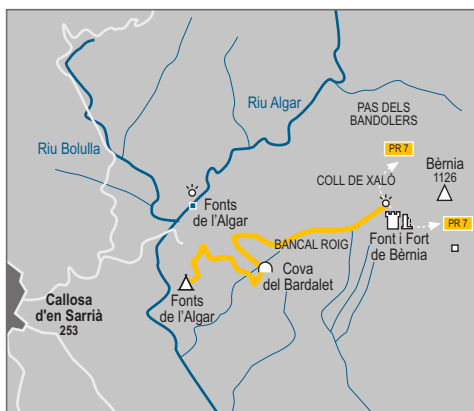 Riu Algar
PAS DELS
BANDOLERS
Riu Bolulla
PR 7
Bèrnia
1126
COLL DE XALÓ
Fonts
de l'Algar
PR 7
BANCAL ROIG
Font i Fort
de Bèrnia
Cova
del Bardalet
Fonts
de l'Algar
Callosa
d'en Sarrià
253